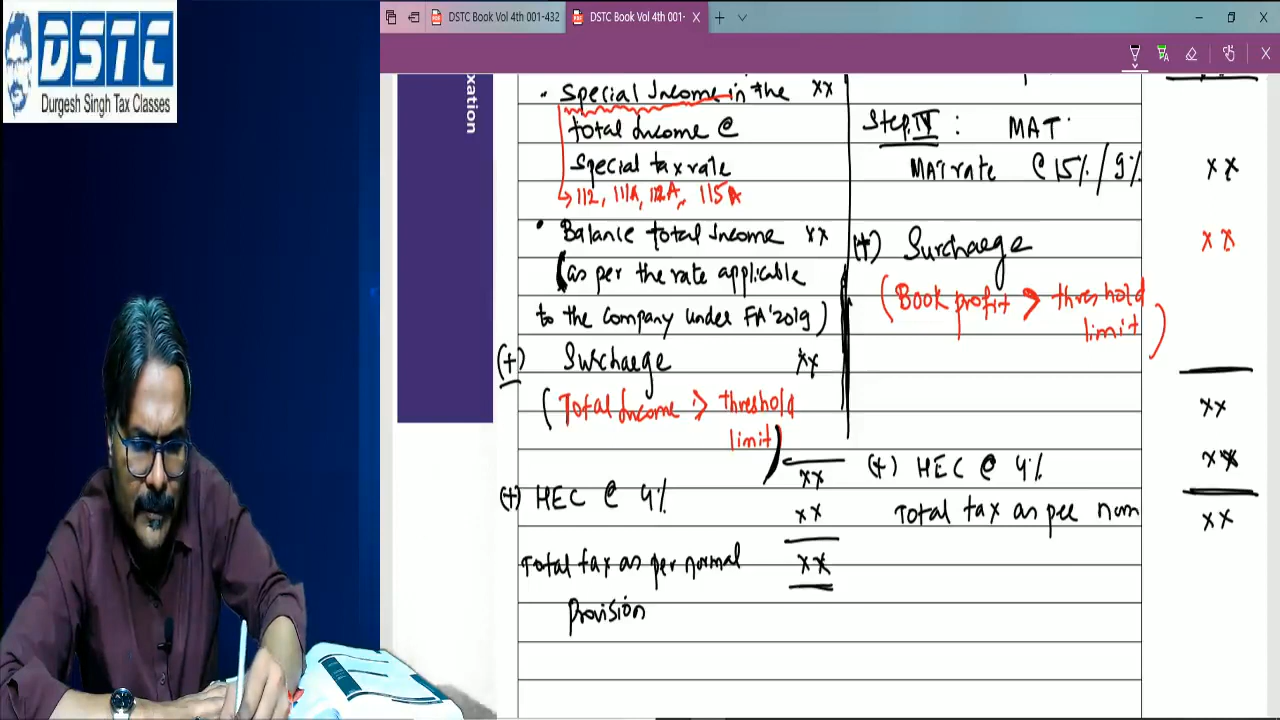 DSTC
Durgesh Singh Tax Classes
DSTC Book Vol 4th 001-432
DSTC Book Vol 4th 001-
xation
• Special Income in the xx
total Income @
Special tax rate
→ 112, 111A, 112A, 115A
• Balance total Income xx
(as per the rate applicable
to the company under FA'2019)
(+) Surcharge xx
(Total Income > threshold
limit)
xx
(+) HEC @ 4%
xx
Total tax as per normal xx
Provision
Step IV : MAT
MAT rate @ 15% / 9% xx
(+) Surcharge xx
(Book profit > threshold
limit)
xx
(+) HEC @ 4% xx
Total tax as per nom xx